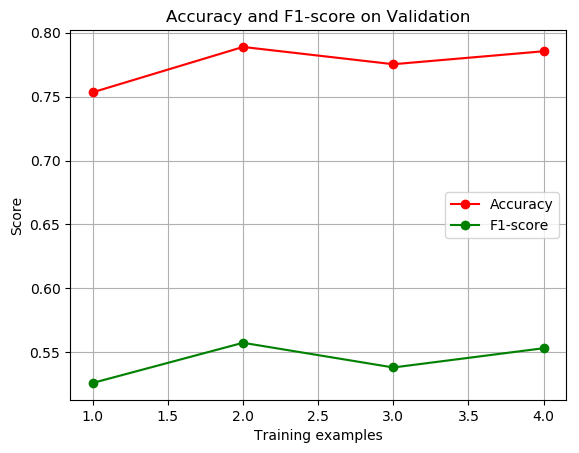 Accuracy and F1-score on Validation
0.80
0.75
0.70
0.65
0.60
0.55
Score
Accuracy
F1-score
1.0 1.5 2.0 2.5 3.0 3.5 4.0
Training examples